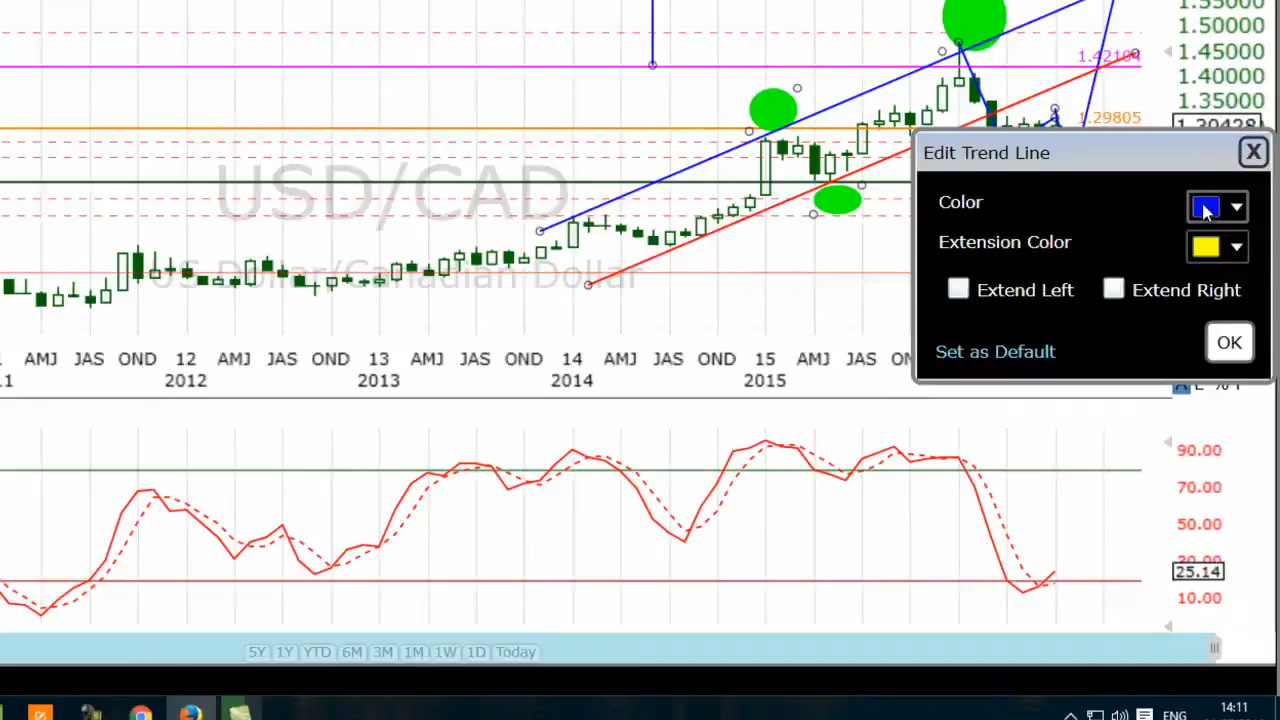 1.55000
1.50000
1.45000
1.42104
1.40000
1.35000
1.29805
1.30428
USD/CAD
US Dollar/Canadian Dollar
Edit Trend Line
X
Color
Extension Color
Extend Left
Extend Right
Set as Default
OK
AMJ JAS OND 12 AMJ JAS OND 13 AMJ JAS OND 14 AMJ JAS OND 15 AMJ JAS
2012 2013 2014 2015
90.00
70.00
50.00
30.00
25.14
10.00
5Y 1Y YTD 6M 3M 1M 1W 1D Today
14:11
ENG